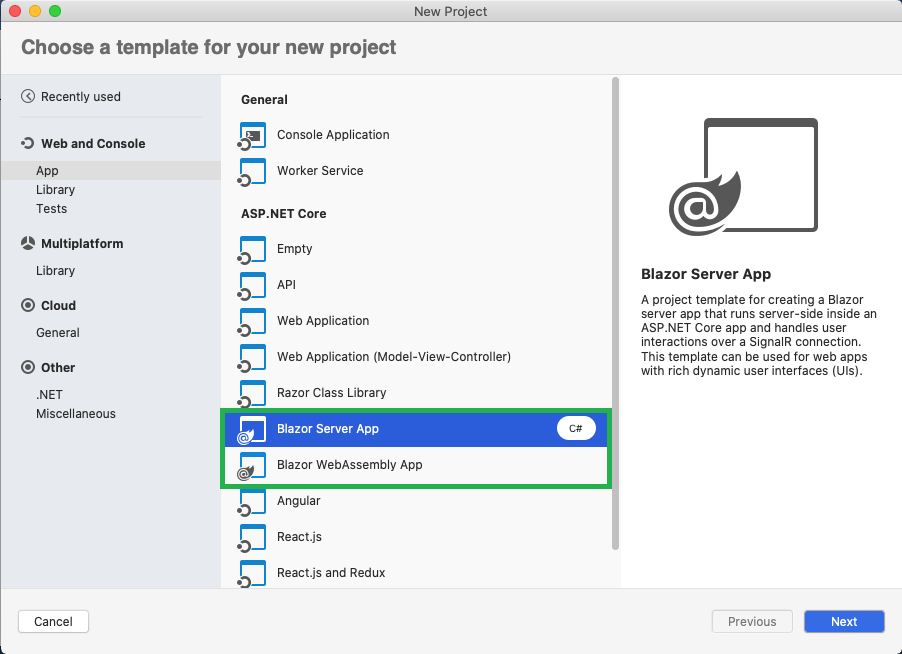 New Project
Choose a template for your new project
Recently used
Web and Console
App
Library
Tests
Multiplatform
Library
Cloud
General
Other
.NET
Miscellaneous
General
Console Application
Worker Service
ASP.NET Core
Empty
API
Web Application
Web Application (Model-View-Controller)
Razor Class Library
Blazor Server App C#
Blazor WebAssembly App
Angular
React.js
React.js and Redux
Blazor Server App
A project template for creating a Blazor
server app that runs server-side inside an
ASP.NET Core app and handles user
interactions over a SignalR connection.
This template can be used for web apps
with rich dynamic user interfaces (UIs).
Cancel
Previous
Next